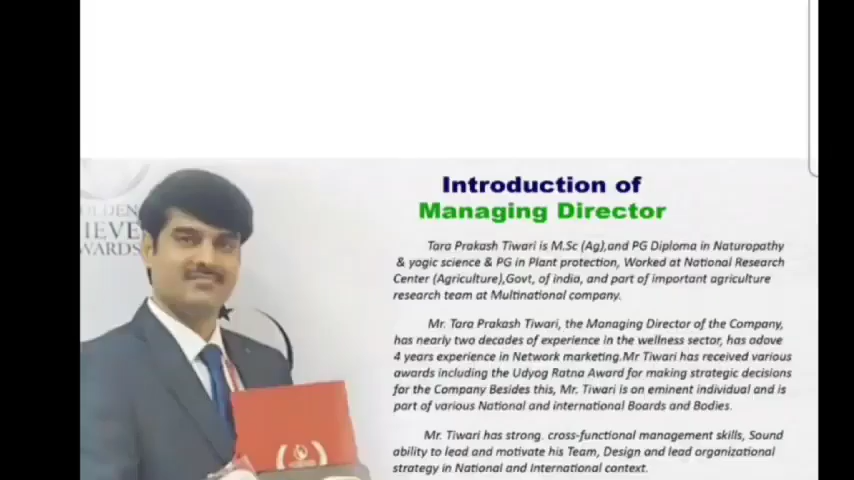 OLDEN
HIEVE
WARDS
Introduction of
Managing Director
Tara Prakash Tiwari is M.Sc (Ag),and PG Diploma in Naturopathy
& yogic science & PG in Plant protection, Worked at National Research
Center (Agriculture),Govt, of india, and part of important agriculture
research team at Multinational company.
Mr. Tara Prakash Tiwari, the Managing Director of the Company,
has nearly two decades of experience in the wellness sector, has adove
4 years experience in Network marketing.Mr Tiwari has received various
awards including the Udyog Ratna Award for making strategic decisions
for the Company Besides this, Mr. Tiwari is on eminent individual and is
part of various National and international Boards and Bodies.
Mr. Tiwari has strong. cross-functional management skills, Sound
ability to lead and motivate his Team, Design and lead organizational
strategy in National and International context.